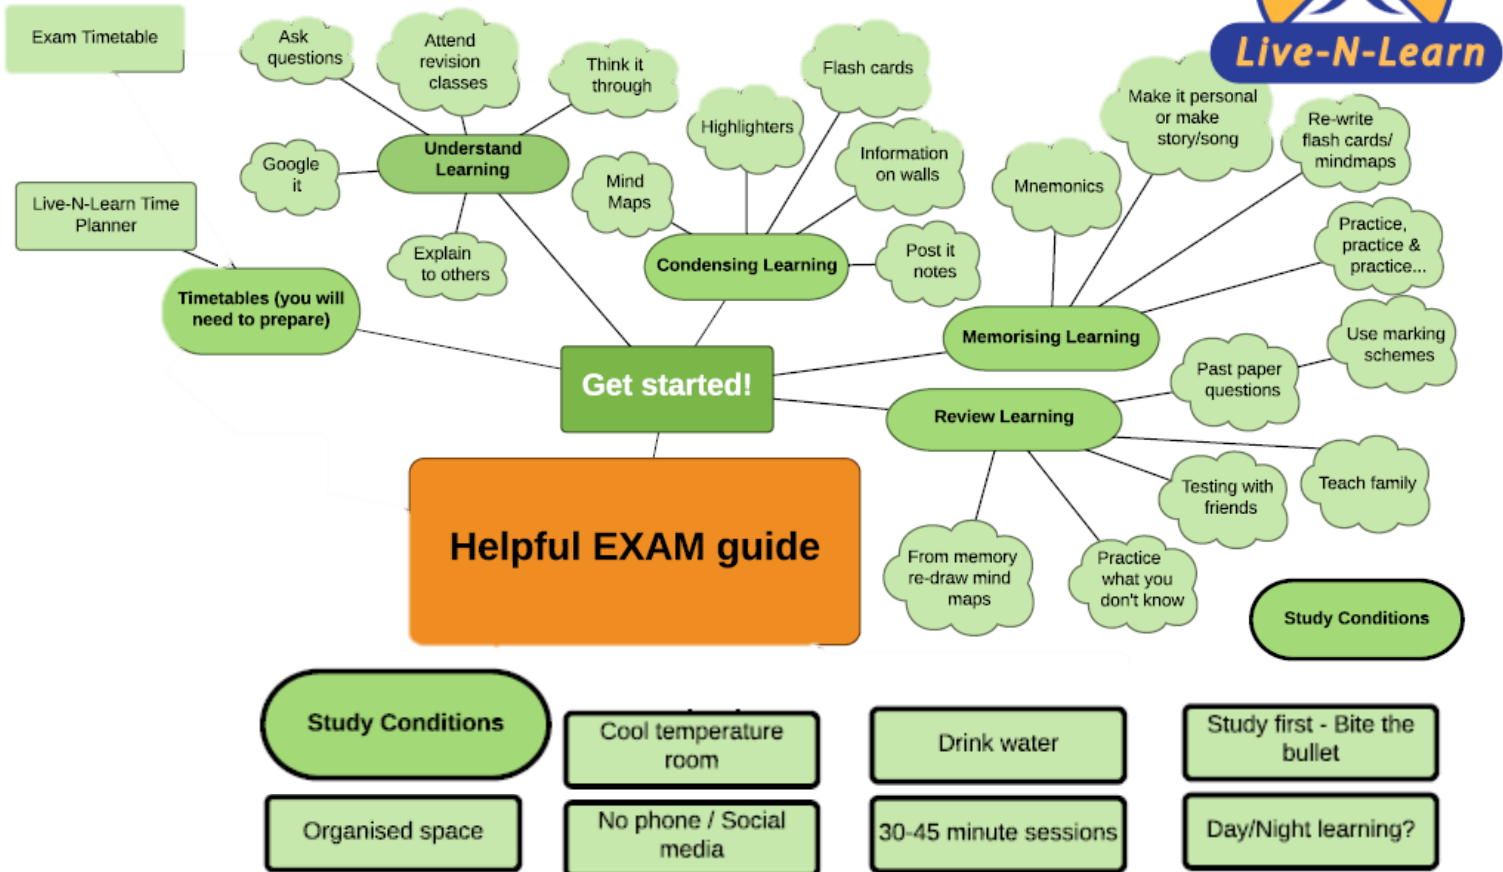 Live-N-Learn
Exam Timetable
Live-N-Learn Time
Planner
Timetables (you will
need to prepare)
Ask
questions
Attend
revision
classes
Think it
through
Google
it
Understand
Learning
Explain
to others
Mind
Maps
Highlighters
Flash cards
Information
on walls
Post it
notes
Condensing Learning
Mnemonics
Make it personal
or make
story/song
Re-write
flash cards/
mindmaps
Practice,
practice &
practice...
Memorising Learning
Use marking
schemes
Past paper
questions
Review Learning
Teach family
Testing with
friends
Practice
what you
don't know
From memory
re-draw mind
maps
Get started!
Helpful EXAM guide
Study Conditions
Study Conditions
Cool temperature
room
Drink water
Study first - Bite the
bullet
Organised space
No phone / Social
media
30-45 minute sessions
Day/Night learning?